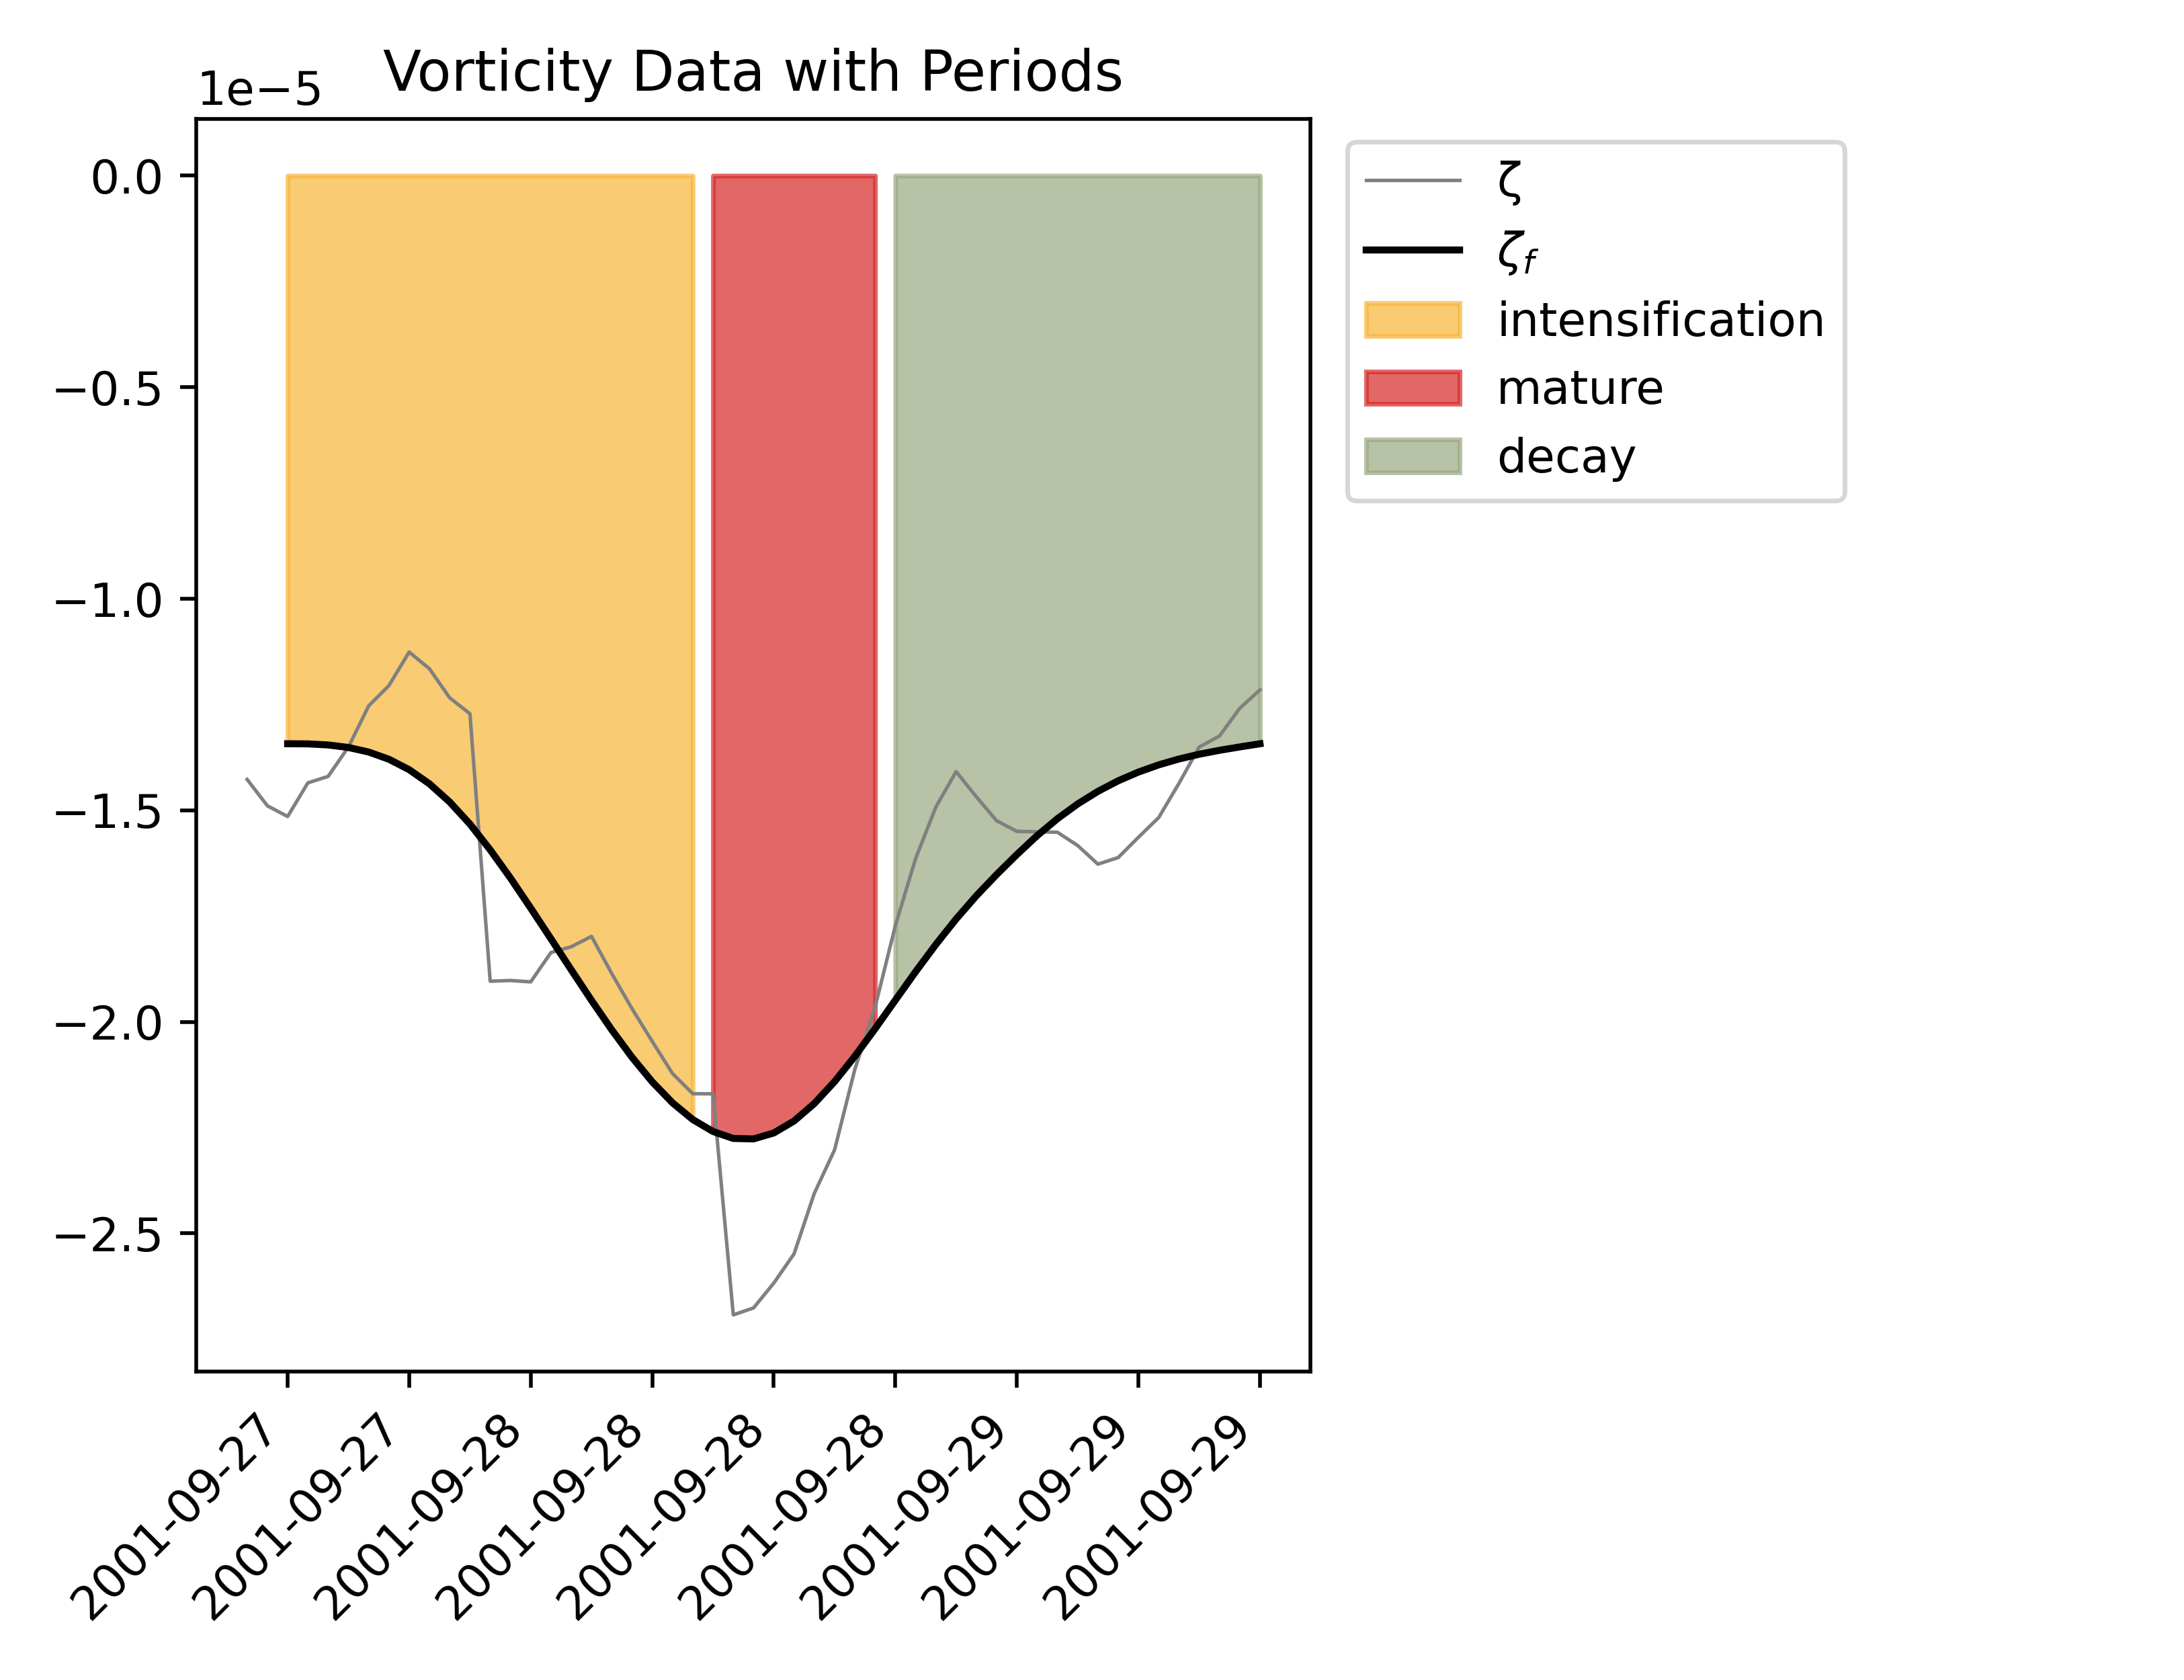 Vorticity Data with Periods
1e−5
0.0
−0.5
−1.0
−1.5
−2.0
−2.5
2001-09-27
2001-09-27
2001-09-28
2001-09-28
2001-09-28
2001-09-28
2001-09-29
2001-09-29
2001-09-29
ζ
ζf
intensification
mature
decay